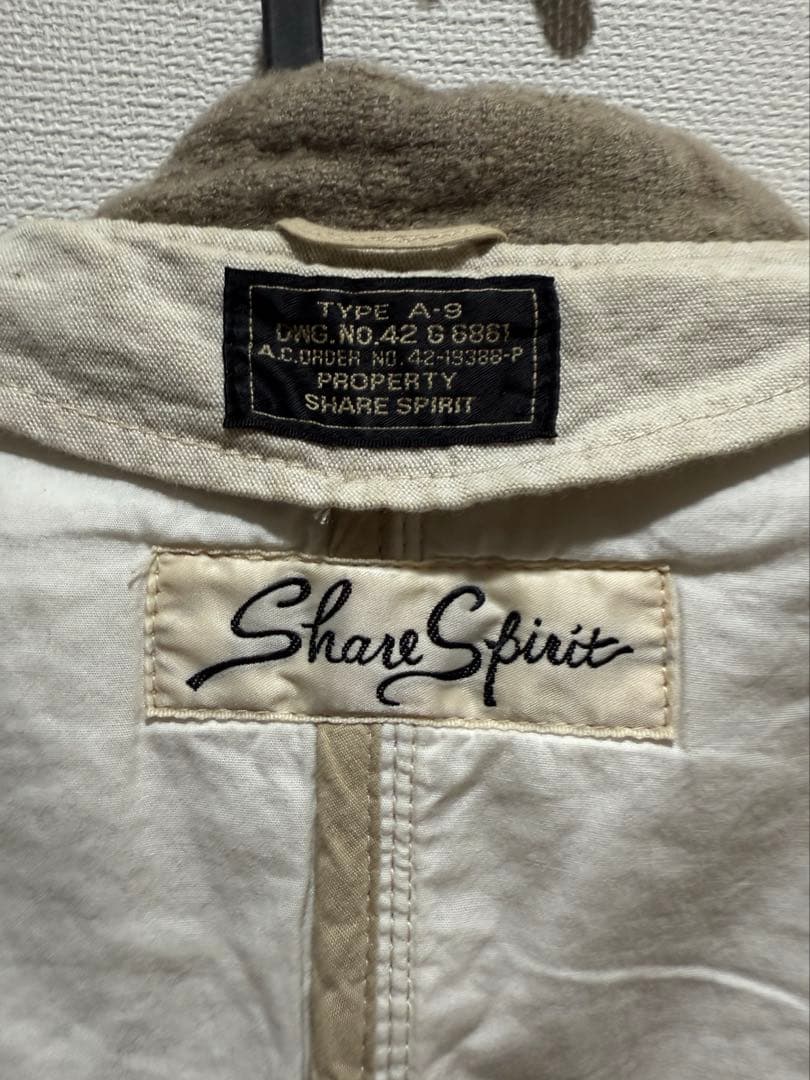 TYPE A-9
DWG.NO.42 G 6861
A.C.ORDER NO. 42-19388-P
PROPERTY
SHARE SPIRIT
Share Spirit